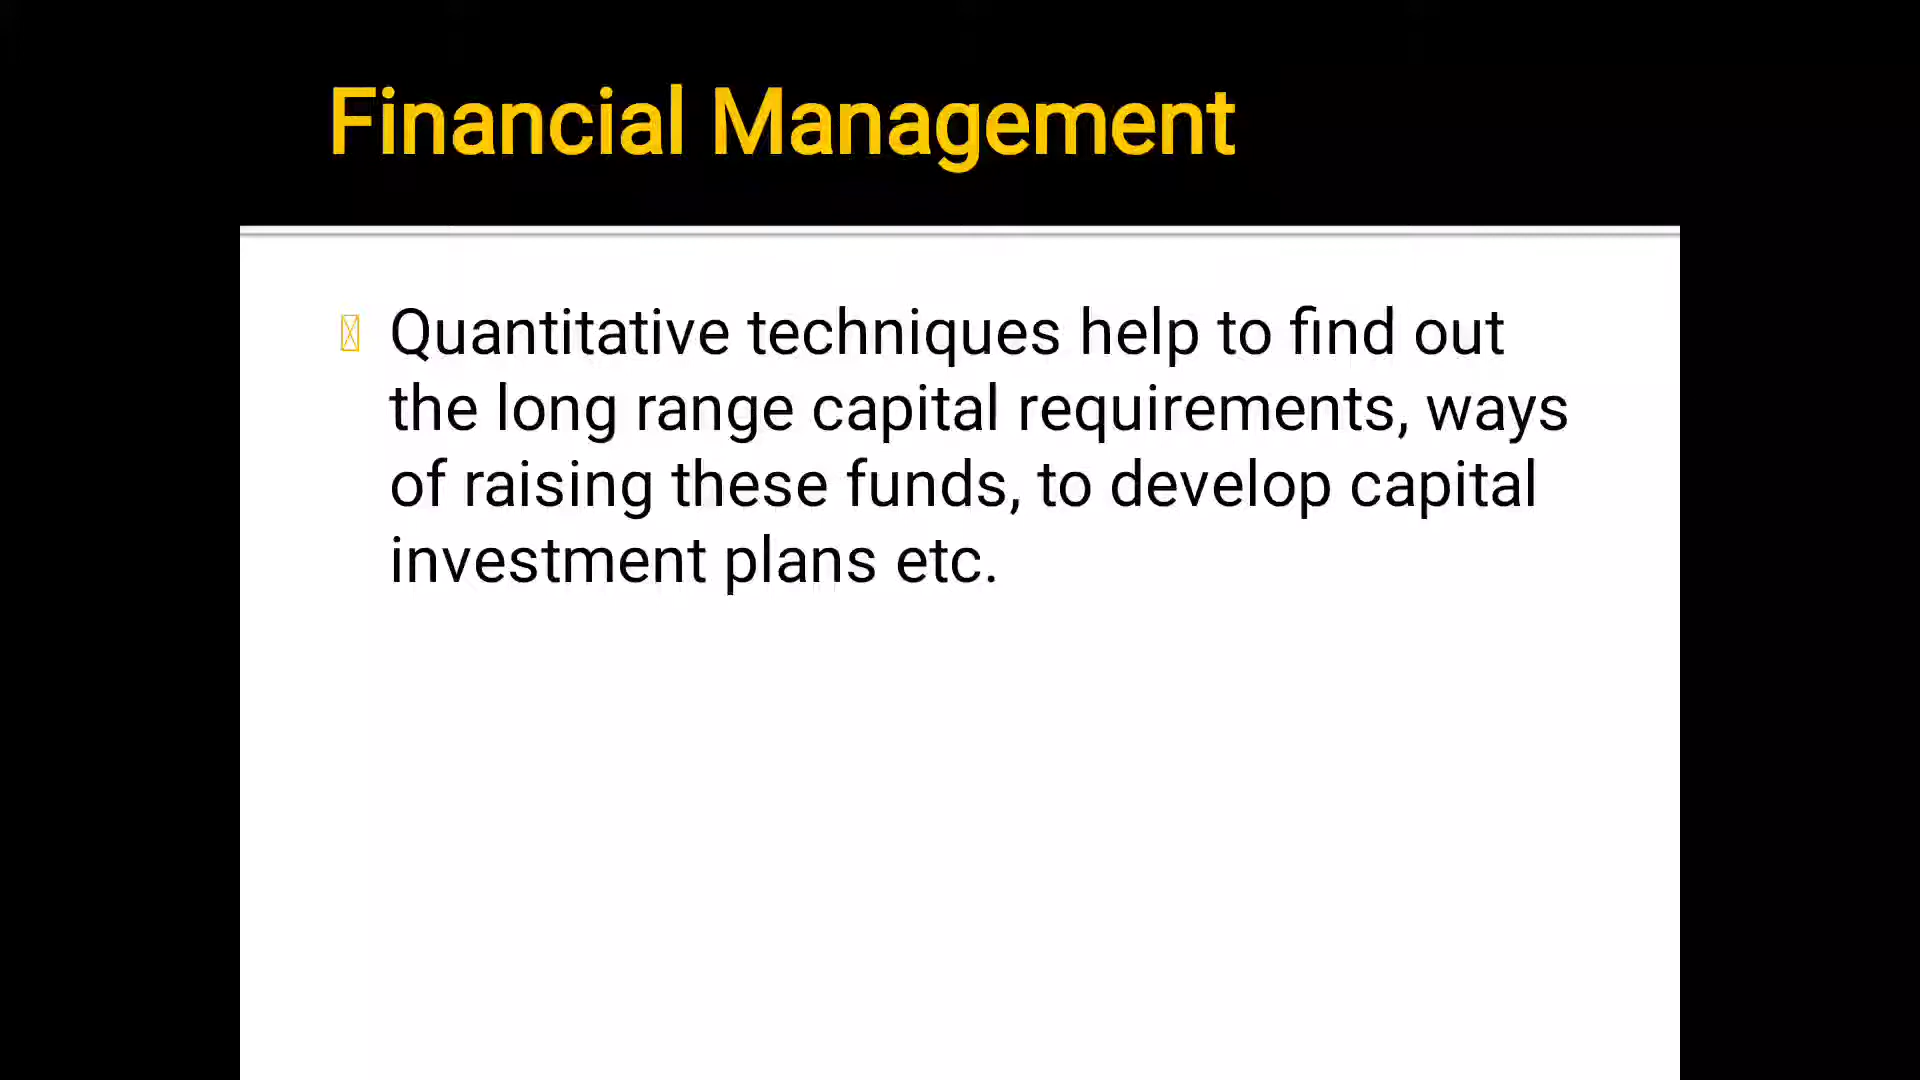 Financial Management
Quantitative techniques help to find out
the long range capital requirements, ways
of raising these funds, to develop capital
investment plans etc.